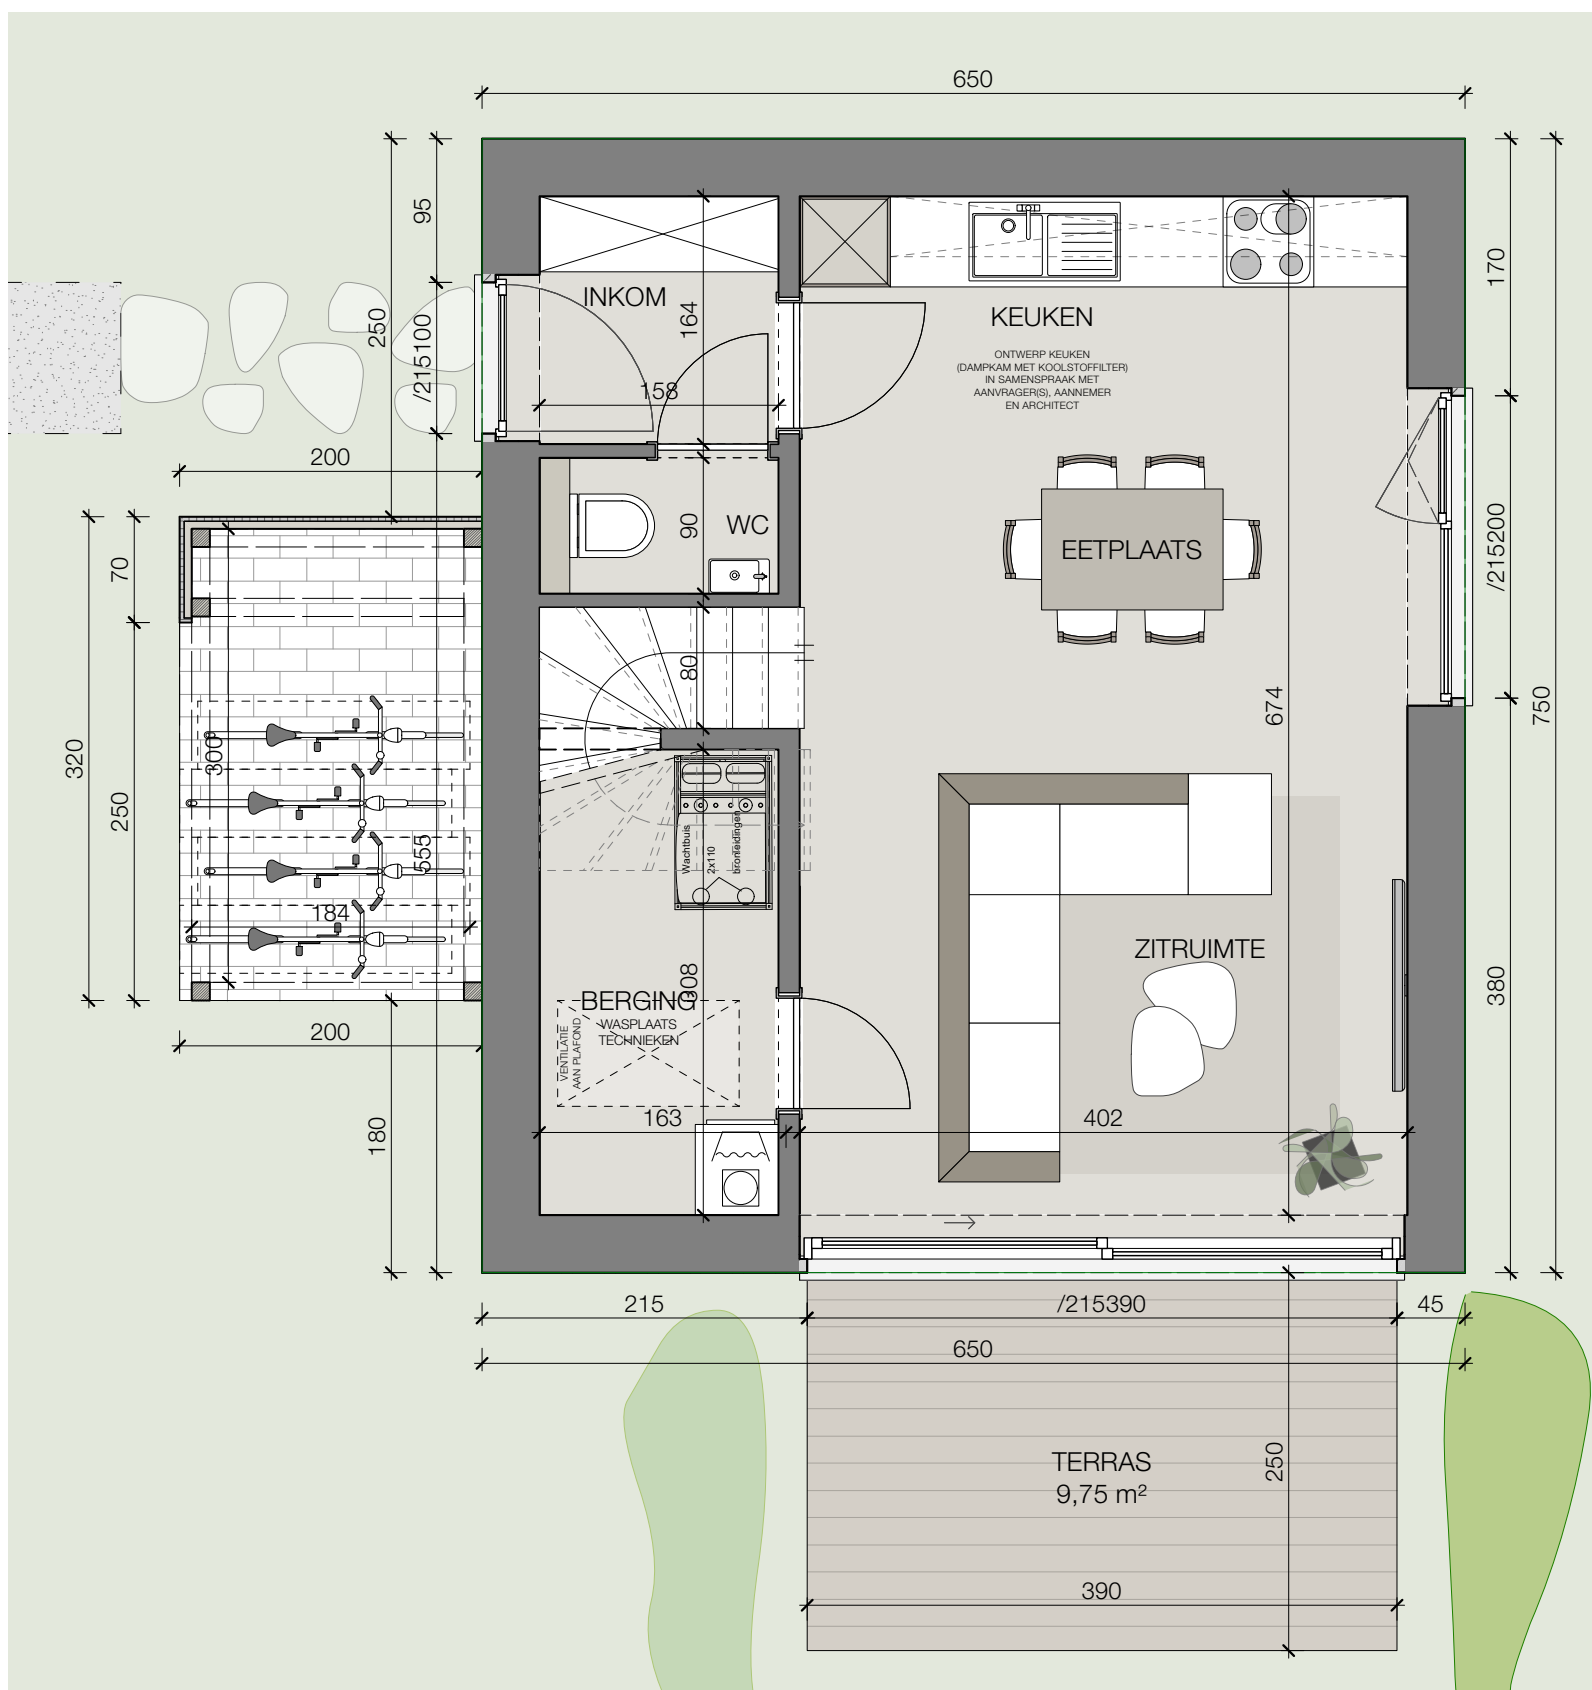 650
95
250
/215100
170
INKOM
164
158
KEUKEN
ONTWERP KEUKEN
(DAMPKAM MET KOOLSTOFFILTER)
IN SAMENSPRAAK MET
AANVRAGER(S), AANNEMER
EN ARCHITECT
200
70
90
WC
EETPLAATS
/215200
80
674
750
320
250
300
555
184
Wachtbuis
2x110
bronleidingen
ZITRUIMTE
308
380
BERGING
WASPLAATS
TECHNIEKEN
VENTILATIE
AAN PLAFOND
200
180
163
402
215
/215390
45
650
TERRAS
9,75 m²
250
390